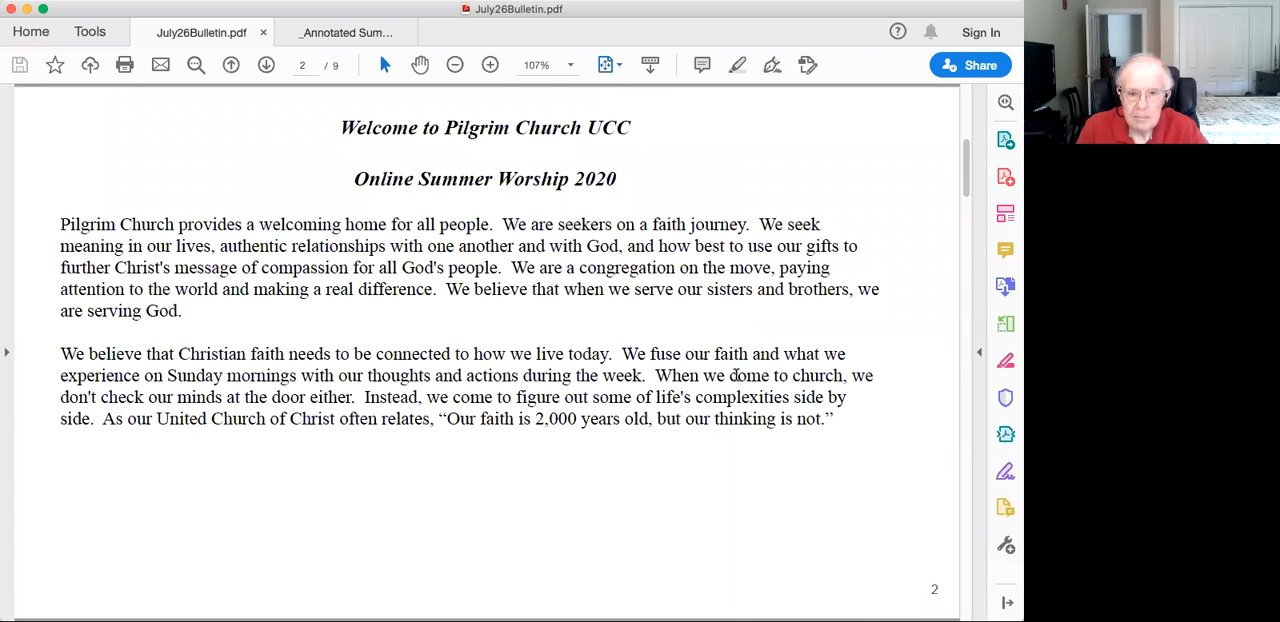 July26Bulletin.pdf
Home
Tools
July26Bulletin.pdf ×
_Annotated Sum...
Sign In
2 / 9
107%
Share
Welcome to Pilgrim Church UCC
Online Summer Worship 2020
Pilgrim Church provides a welcoming home for all people.  We are seekers on a faith journey.  We seek
meaning in our lives, authentic relationships with one another and with God, and how best to use our gifts to
further Christ's message of compassion for all God's people.  We are a congregation on the move, paying
attention to the world and making a real difference.  We believe that when we serve our sisters and brothers, we
are serving God.
We believe that Christian faith needs to be connected to how we live today.  We fuse our faith and what we
experience on Sunday mornings with our thoughts and actions during the week.  When we come to church, we
don't check our minds at the door either.  Instead, we come to figure out some of life's complexities side by
side.  As our United Church of Christ often relates, “Our faith is 2,000 years old, but our thinking is not.”
2